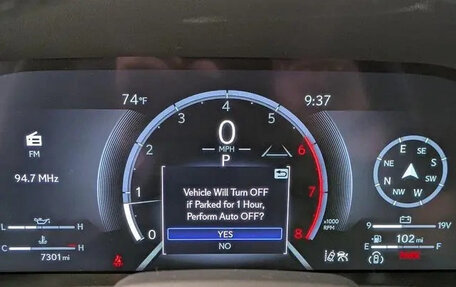 74°F
9:37
4
3
5
2
6
1
7
0
8
0
MPH
P
x1000
RPM
FM
94.7 MHz
Vehicle Will Turn OFF
if Parked for 1 Hour,
Perform Auto OFF?
YES
NO
L H
C H
7301 mi
E
NE SE
N S
NW SW
W
9 19V
E F
102 mi